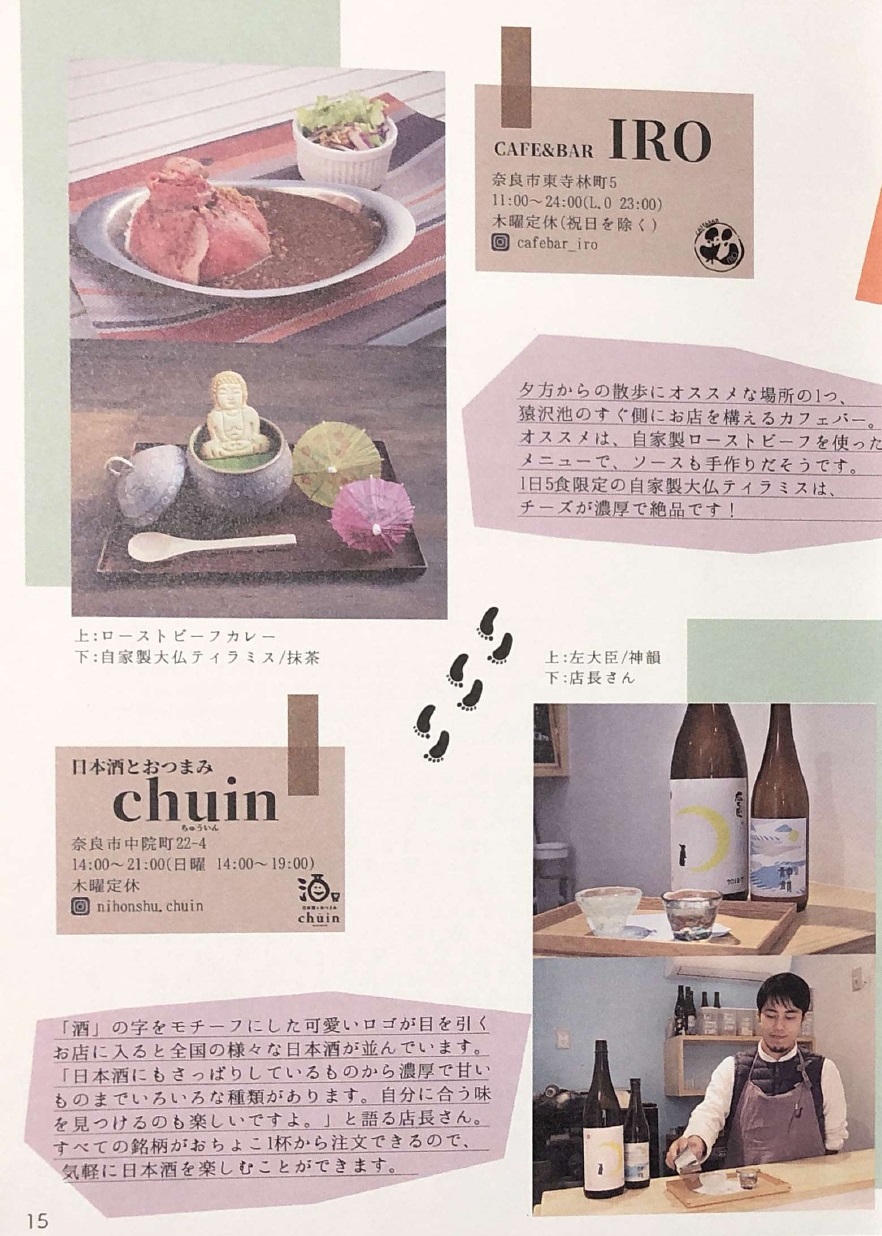 CAFE&BAR IRO
奈良市東寺林町5
11:00～24:00(L.O 23:00)
木曜定休(祝日を除く)
cafebar_iro
夕方からの散歩にオススメな場所の1つ、
猿沢池のすぐ側にお店を構えるカフェバー。
オススメは、自家製ローストビーフを使った
メニューで、ソースも手作りだそうです。
1日5食限定の自家製大仏ティラミスは、
チーズが濃厚で絶品です！
上:ローストビーフカレー
下:自家製大仏ティラミス/抹茶
上:左大臣/神韻
下:店長さん
日本酒とおつまみ
chuin
ちゅういん
奈良市中院町22-4
14:00～21:00(日曜 14:00～19:00)
木曜定休
nihonshu.chuin
酒
日本酒とおつまみ
chuin
「酒」の字をモチーフにした可愛いロゴが目を引く
お店に入ると全国の様々な日本酒が並んでいます。
「日本酒にもさっぱりしているものから濃厚で甘い
ものまでいろいろな種類があります。自分に合う味
を見つけるのも楽しいですよ。」と語る店長さん。
すべての銘柄がおちょこ1杯から注文できるので、
気軽に日本酒を楽しむことができます。
15